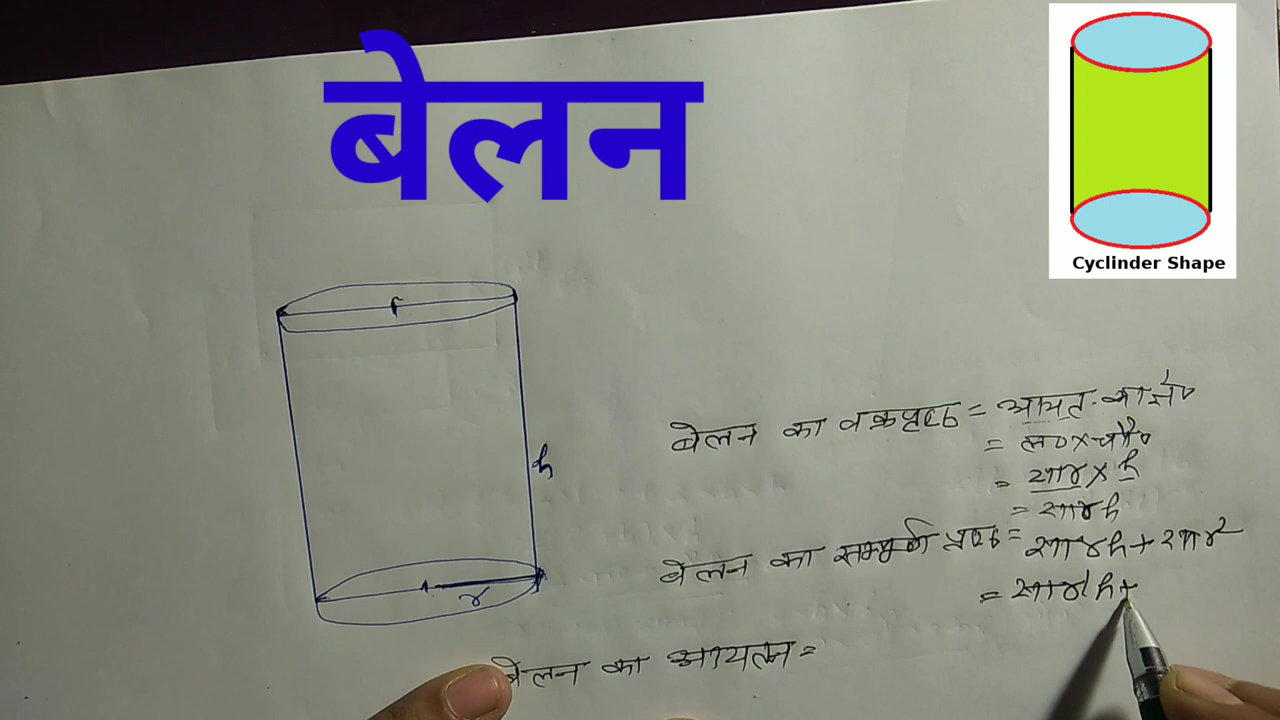 बेलन
Cyclinder Shape
r
h
r
बेलन का वक्रपृष्ठ = आयत का क्षे०
= ल० × चौ०
= 2πr × h
= 2πrh
बेलन का सम्पूर्ण पृष्ठ = 2πrh + 2πr²
= 2πr(h+
बेलन का आयतन =